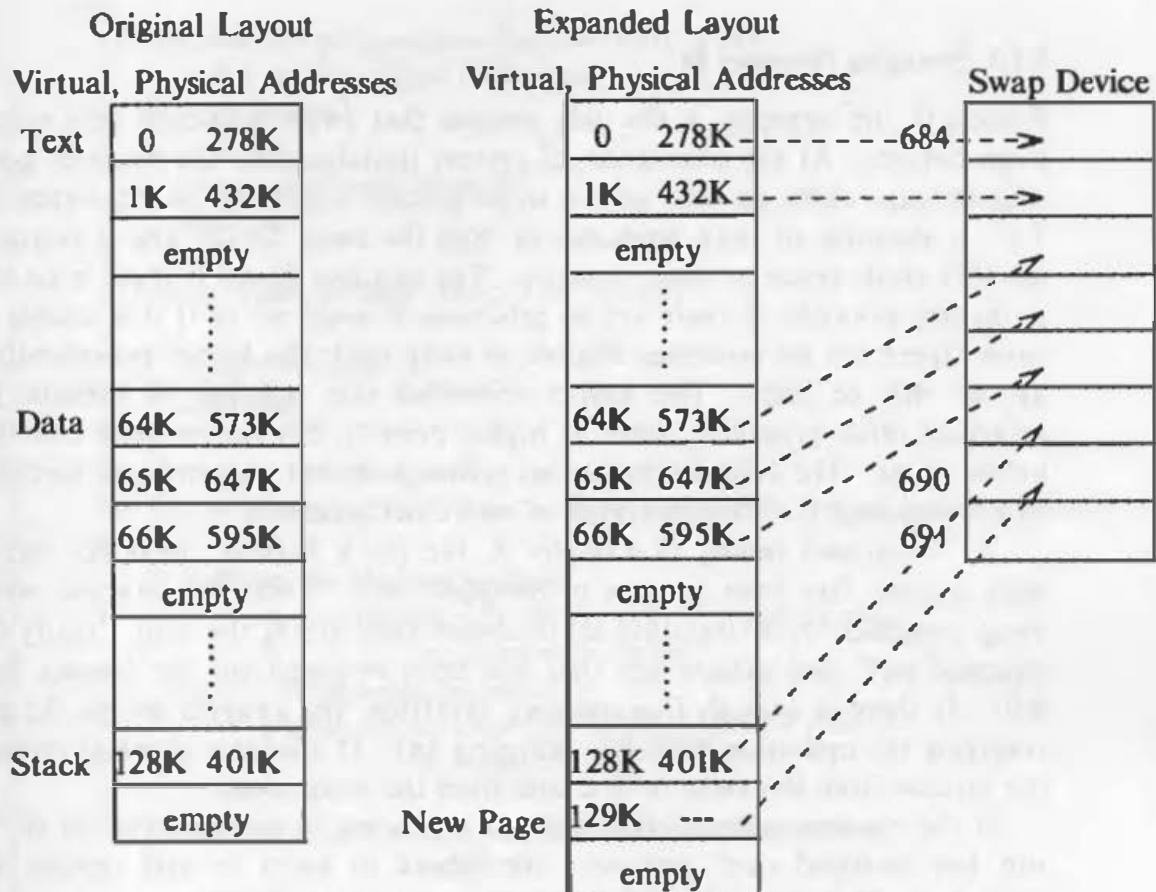 Original Layout
Expanded Layout
Virtual, Physical Addresses
Virtual, Physical Addresses
Swap Device
Text 0 278K
0 278K 684
1K 432K
1K 432K
empty
empty
Data 64K 573K
64K 573K
65K 647K
65K 647K 690
66K 595K
66K 595K 691
empty
empty
Stack 128K 401K
128K 401K
empty
New Page 129K ---
empty